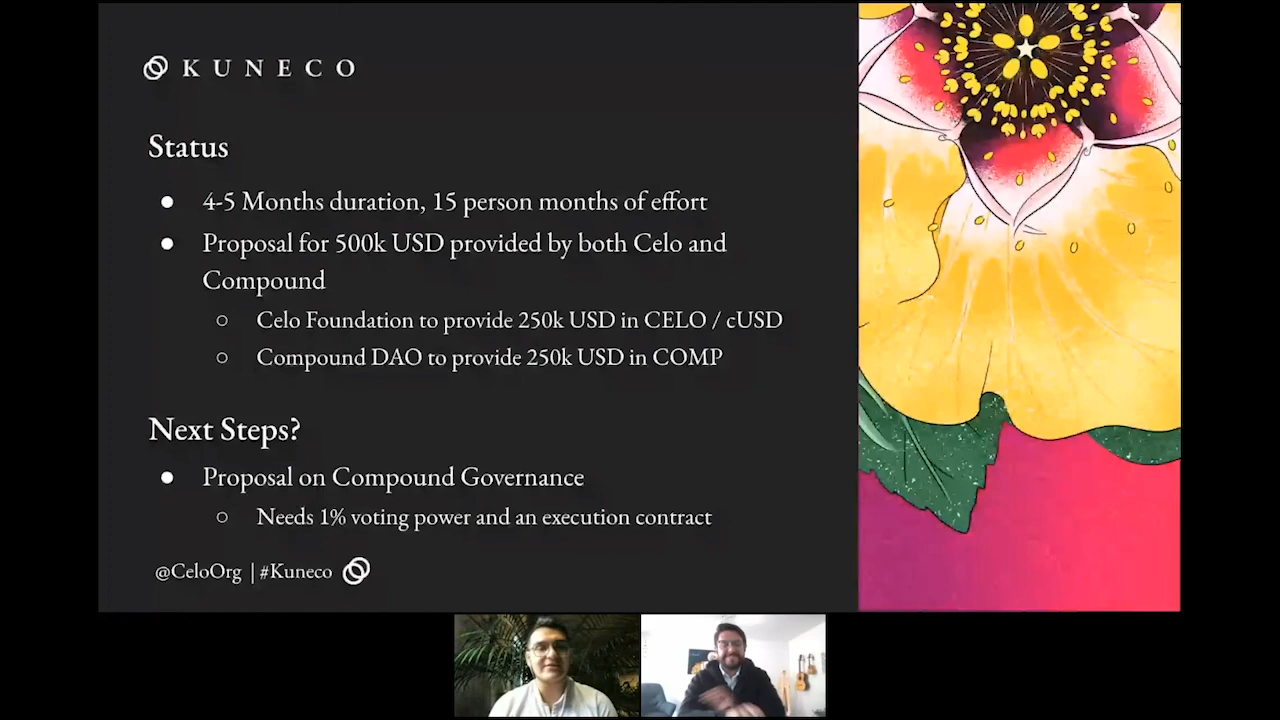 KUNECO
Status
● 4-5 Months duration, 15 person months of effort
● Proposal for 500k USD provided by both Celo and
Compound
○ Celo Foundation to provide 250k USD in CELO / cUSD
○ Compound DAO to provide 250k USD in COMP
Next Steps?
● Proposal on Compound Governance
○ Needs 1% voting power and an execution contract
@CeloOrg | #Kuneco